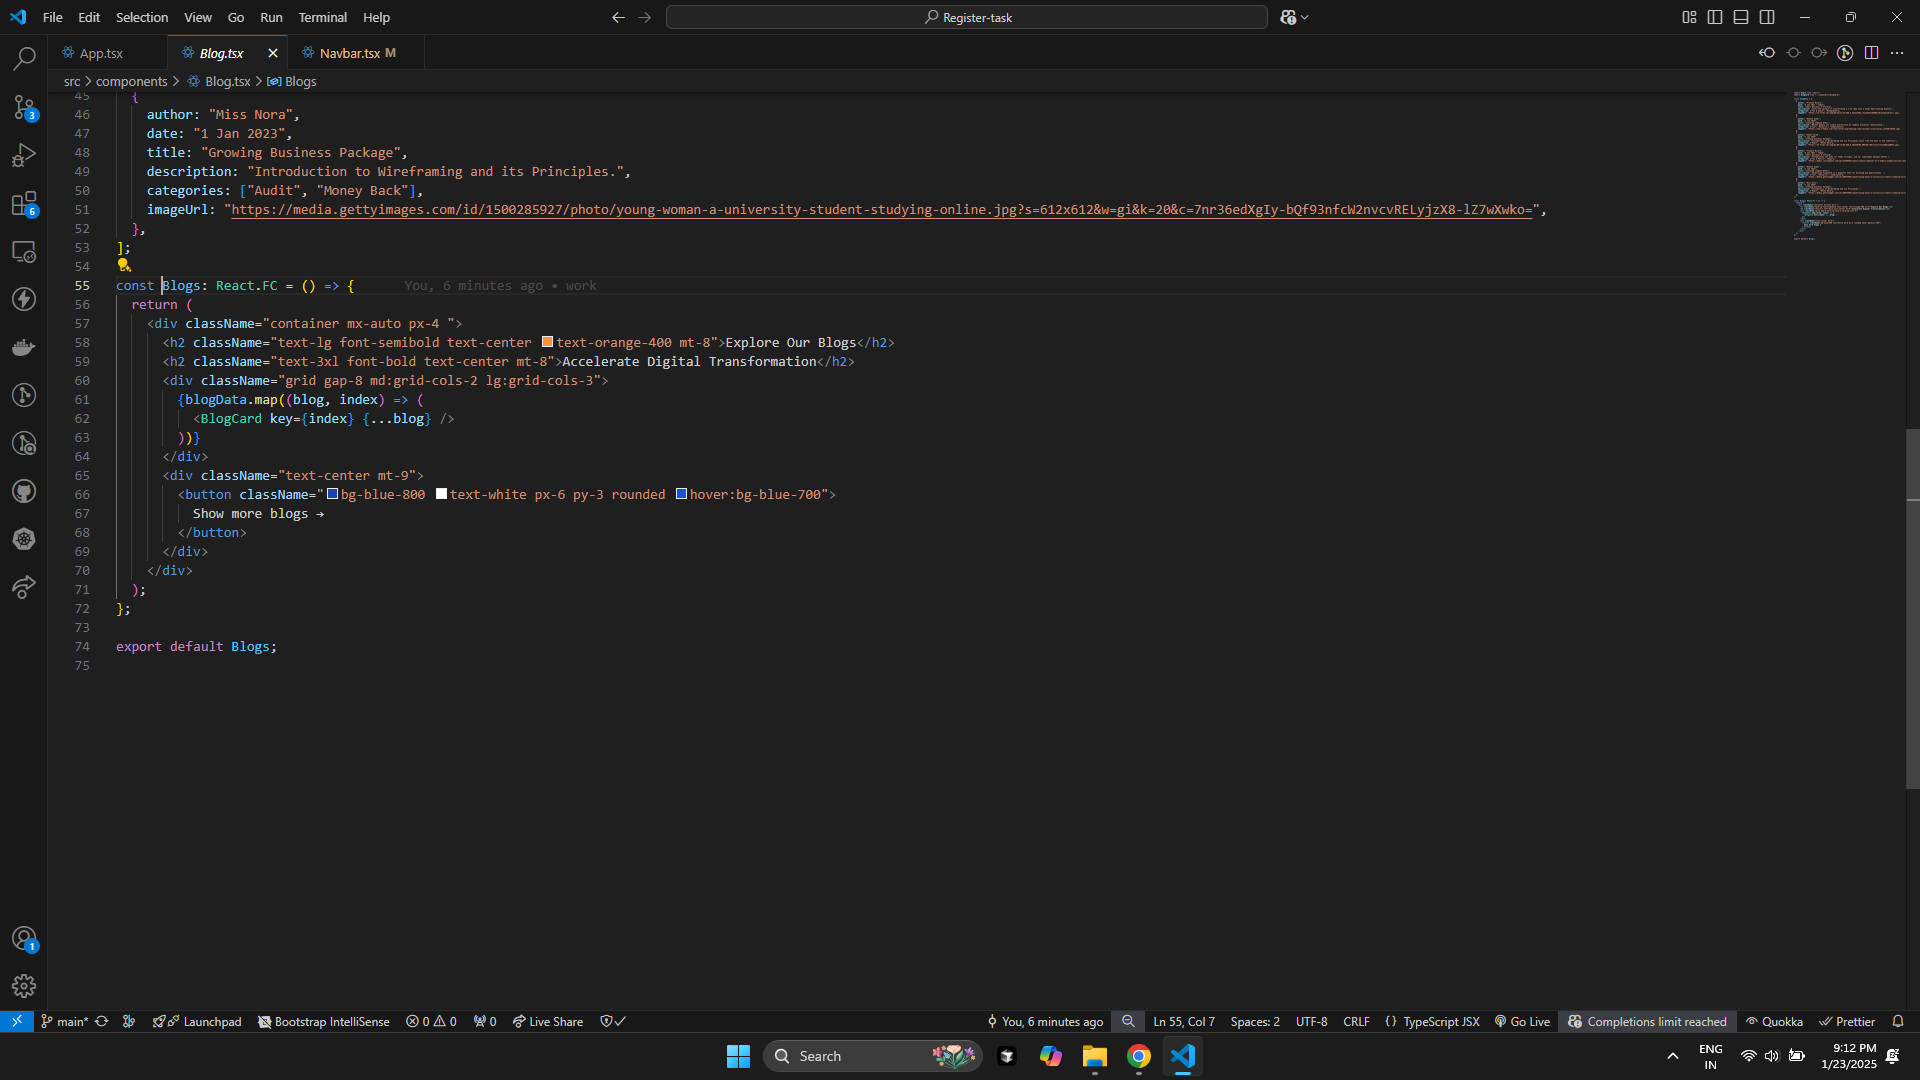 File Edit Selection View Go Run Terminal Help
Register-task
App.tsx
Blog.tsx
Navbar.tsx M
src > components > Blog.tsx > Blogs
45 {
46 author: "Miss Nora",
47 date: "1 Jan 2023",
48 title: "Growing Business Package",
49 description: "Introduction to Wireframing and its Principles.",
50 categories: ["Audit", "Money Back"],
51 imageUrl: "https://media.gettyimages.com/id/1500285927/photo/young-woman-a-university-student-studying-online.jpg?s=612x612&w=gi&k=20&c=7nr36edXgIy-bQf93nfcW2nvcvRELyjzX8-lZ7wXwko=",
52 },
53 ];
54
55 const Blogs: React.FC = () => { You, 6 minutes ago • work
56 return (
57 <div className="container mx-auto px-4 ">
58 <h2 className="text-lg font-semibold text-center text-orange-400 mt-8">Explore Our Blogs</h2>
59 <h2 className="text-3xl font-bold text-center mt-8">Accelerate Digital Transformation</h2>
60 <div className="grid gap-8 md:grid-cols-2 lg:grid-cols-3">
61 {blogData.map((blog, index) => (
62 <BlogCard key={index} {...blog} />
63 ))}
64 </div>
65 <div className="text-center mt-9">
66 <button className="bg-blue-800 text-white px-6 py-3 rounded hover:bg-blue-700">
67 Show more blogs →
68 </button>
69 </div>
70 </div>
71 );
72 };
73
74 export default Blogs;
75
3
6
1
main* Launchpad Bootstrap IntelliSense 0 0 0 Live Share You, 6 minutes ago Ln 55, Col 7 Spaces: 2 UTF-8 CRLF {} TypeScript JSX Go Live Completions limit reached Quokka Prettier
Search
ENG
IN
9:12 PM
1/23/2025